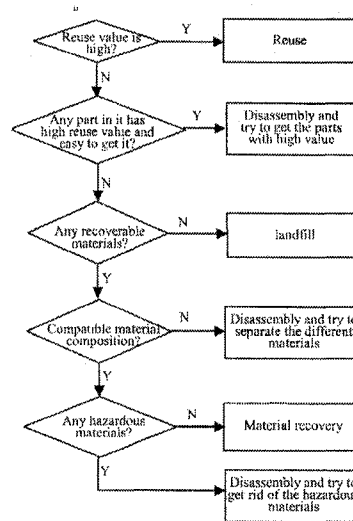 Reuse value is
high?
Y
Reuse
N
Any part in it has
high reuse value and
easy to get it?
Y
Disassembly and
try to get the parts
with high value
N
Any recoverable
materials?
N
landfill
Y
Compatible material
composition?
N
Disassembly and try to
separate the different
materials
Y
Any hazardous
materials?
N
Material recovery
Y
Disassembly and try to
get rid of the hazardous
materials